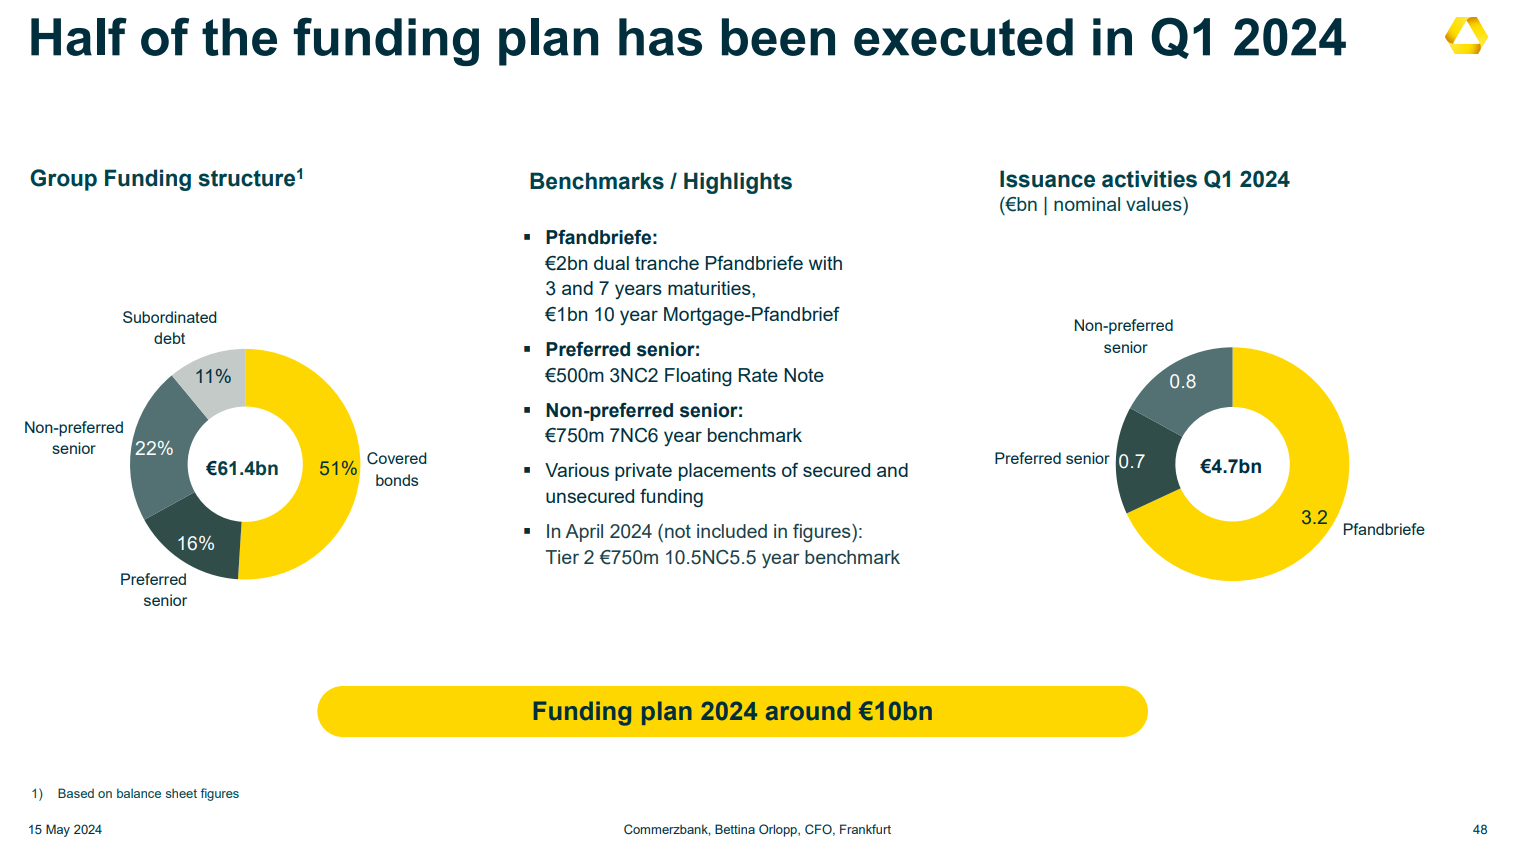 Half of the funding plan has been executed in Q1 2024
Group Funding structure1
Subordinated
debt
11%
Non-preferred
senior
22%
€61.4bn
51%
Covered
bonds
16%
Preferred
senior
Benchmarks / Highlights
▪ Pfandbriefe:
€2bn dual tranche Pfandbriefe with
3 and 7 years maturities,
€1bn 10 year Mortgage-Pfandbrief
▪ Preferred senior:
€500m 3NC2 Floating Rate Note
▪ Non-preferred senior:
€750m 7NC6 year benchmark
▪ Various private placements of secured and
unsecured funding
▪ In April 2024 (not included in figures):
Tier 2 €750m 10.5NC5.5 year benchmark
Issuance activities Q1 2024
(€bn | nominal values)
Non-preferred
senior
0.8
Preferred senior
0.7
€4.7bn
3.2
Pfandbriefe
Funding plan 2024 around €10bn
1) Based on balance sheet figures
15 May 2024
Commerzbank, Bettina Orlopp, CFO, Frankfurt
48